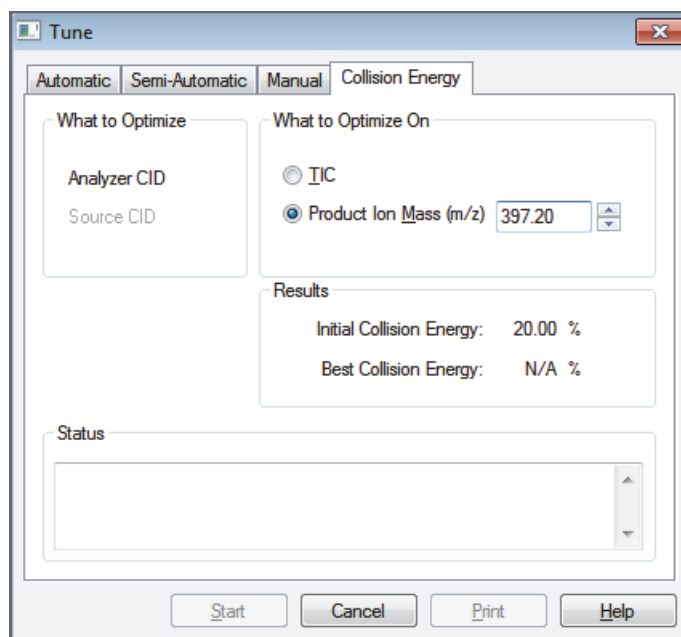 Tune
Automatic Semi-Automatic Manual Collision Energy
What to Optimize
Analyzer CID
Source CID
What to Optimize On
TIC
Product Ion Mass (m/z) 397.20
Results
Initial Collision Energy: 20.00 %
Best Collision Energy: N/A %
Status
Start Cancel Print Help